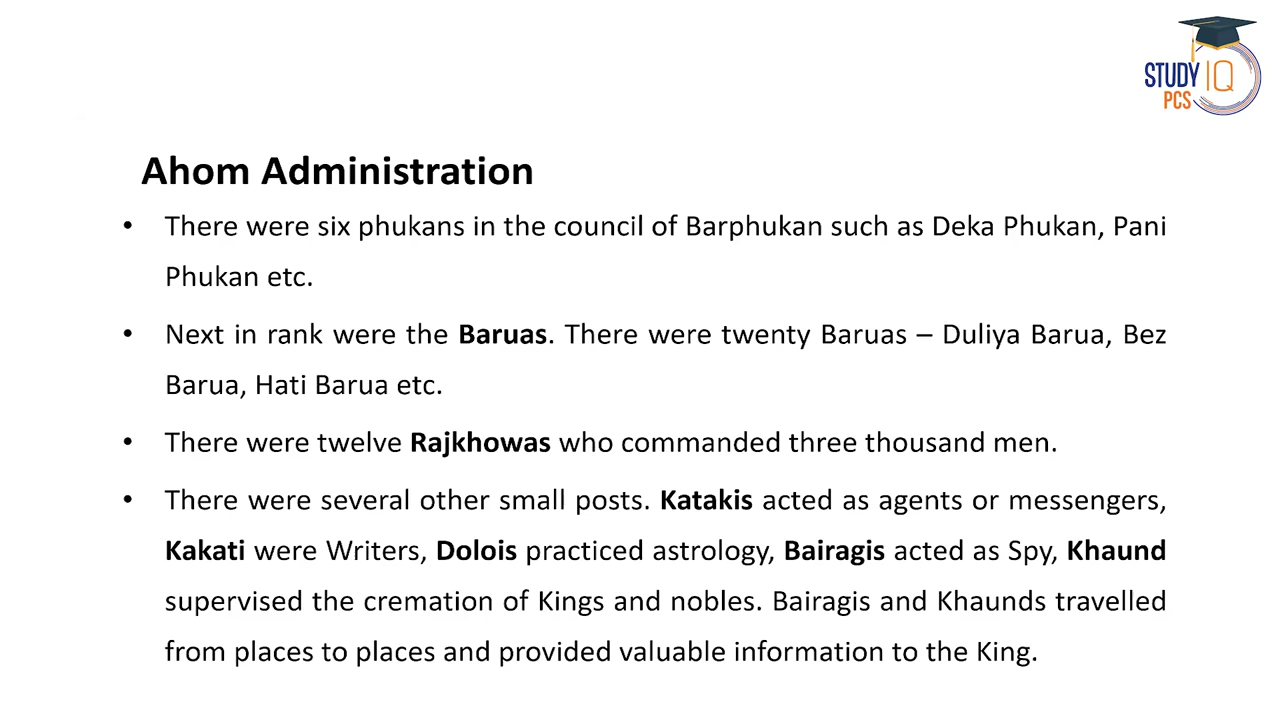 STUDY IQ
PCS
Ahom Administration
• There were six phukans in the council of Barphukan such as Deka Phukan, Pani
Phukan etc.
• Next in rank were the Baruas. There were twenty Baruas – Duliya Barua, Bez
Barua, Hati Barua etc.
• There were twelve Rajkhowas who commanded three thousand men.
• There were several other small posts. Katakis acted as agents or messengers,
Kakati were Writers, Dolois practiced astrology, Bairagis acted as Spy, Khaund
supervised the cremation of Kings and nobles. Bairagis and Khaunds travelled
from places to places and provided valuable information to the King.